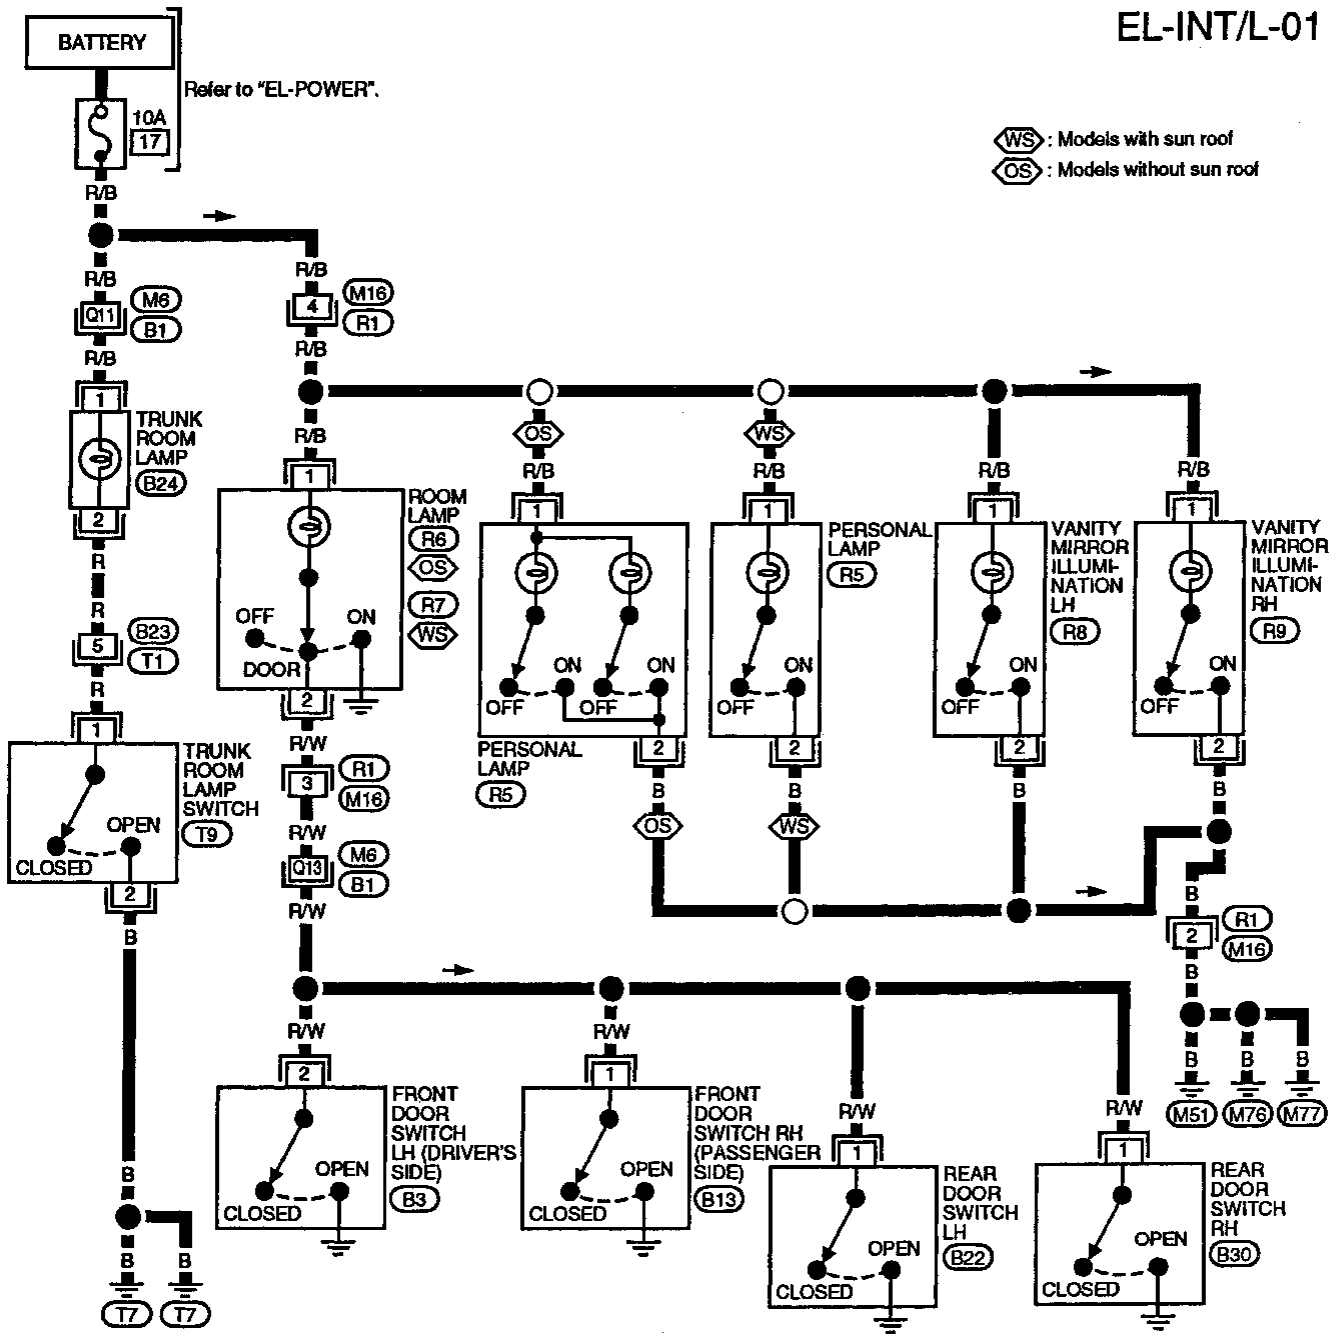 EL-INT/L-01
BATTERY
Refer to "EL-POWER".
10A
17
WS : Models with sun roof
OS : Models without sun roof
R/B
R/B
R/B
Q11
M6
B1
4
M16
R1
R/B
R/B
R/B
OS
WS
R/B
R/B
R/B
R/B
1
TRUNK
ROOM
LAMP
B24
2
1
ROOM
LAMP
R6
OS
R7
WS
OFF
ON
DOOR
2
1
ON
ON
OFF
OFF
PERSONAL
LAMP
R5
2
1
PERSONAL
LAMP
R5
ON
OFF
2
1
VANITY
MIRROR
ILLUMI-
NATION
LH
R8
ON
OFF
2
1
VANITY
MIRROR
ILLUMI-
NATION
RH
R9
ON
OFF
2
R
R
5
B23
T1
R
1
TRUNK
ROOM
LAMP
SWITCH
T9
OPEN
CLOSED
2
R/W
3
R1
M16
R/W
Q13
M6
B1
R/W
B
B
B
B
OS
WS
B
2
R1
M16
B
B
B
B
M51
M76
M77
B
B
B
B
T7
T7
R/W
2
FRONT
DOOR
SWITCH
LH (DRIVER'S
SIDE)
B3
OPEN
CLOSED
R/W
1
FRONT
DOOR
SWITCH RH
(PASSENGER
SIDE)
B13
OPEN
CLOSED
R/W
1
REAR
DOOR
SWITCH
LH
B22
OPEN
CLOSED
R/W
1
REAR
DOOR
SWITCH
RH
B30
OPEN
CLOSED